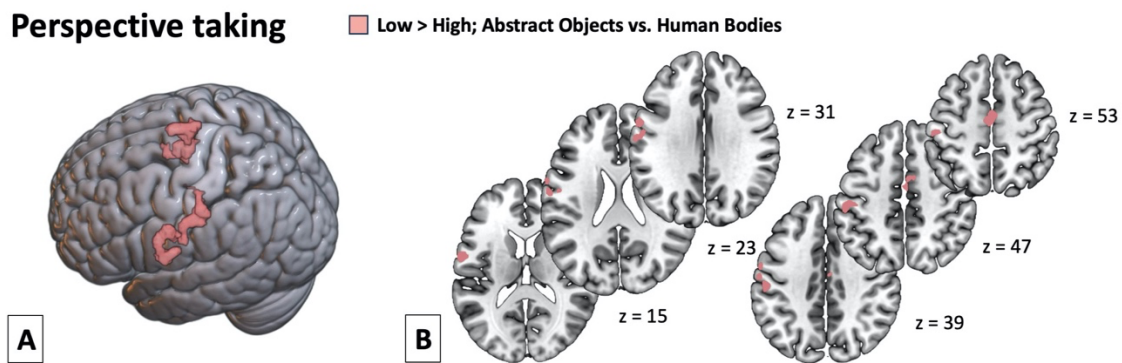 Perspective taking
Low > High; Abstract Objects vs. Human Bodies
z = 31
z = 53
z = 23
z = 47
z = 15
z = 39
A
B